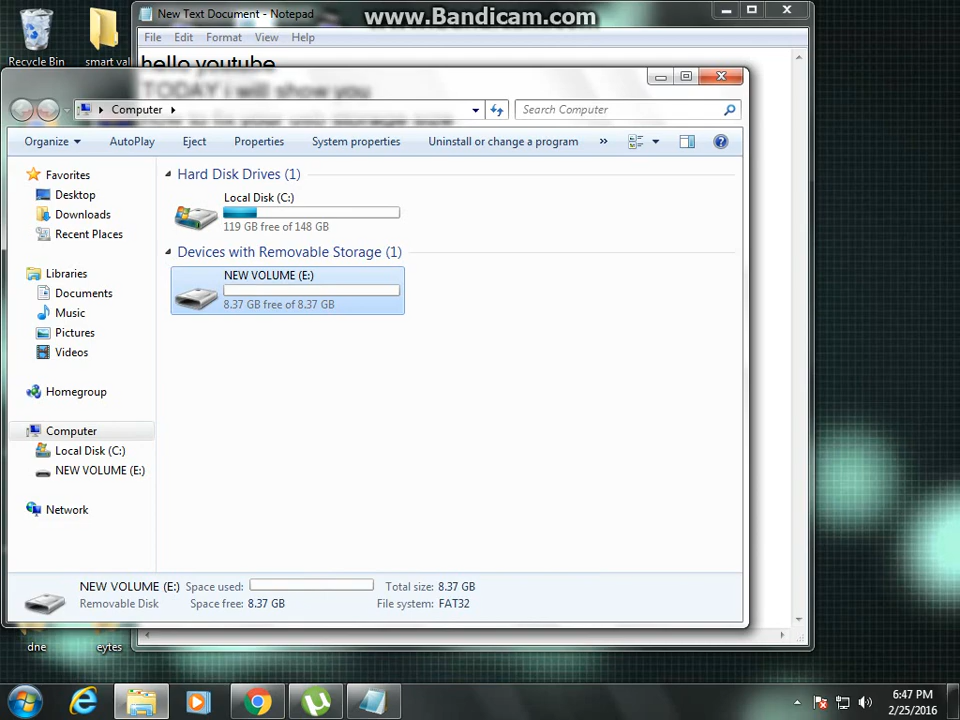 New Text Document - Notepad
www.Bandicam.com
File Edit Format View Help
Recycle Bin
smart val
hello youtube
TODAY i will show you
Computer
Search Computer
Organize AutoPlay Eject Properties System properties Uninstall or change a program »
Favorites
Desktop
Downloads
Recent Places
Libraries
Documents
Music
Pictures
Videos
Homegroup
Computer
Local Disk (C:)
NEW VOLUME (E:)
Network
Hard Disk Drives (1)
Local Disk (C:)
119 GB free of 148 GB
Devices with Removable Storage (1)
NEW VOLUME (E:)
8.37 GB free of 8.37 GB
NEW VOLUME (E:) Space used: Total size: 8.37 GB
Removable Disk Space free: 8.37 GB File system: FAT32
dne
eytes
6:47 PM
2/25/2016